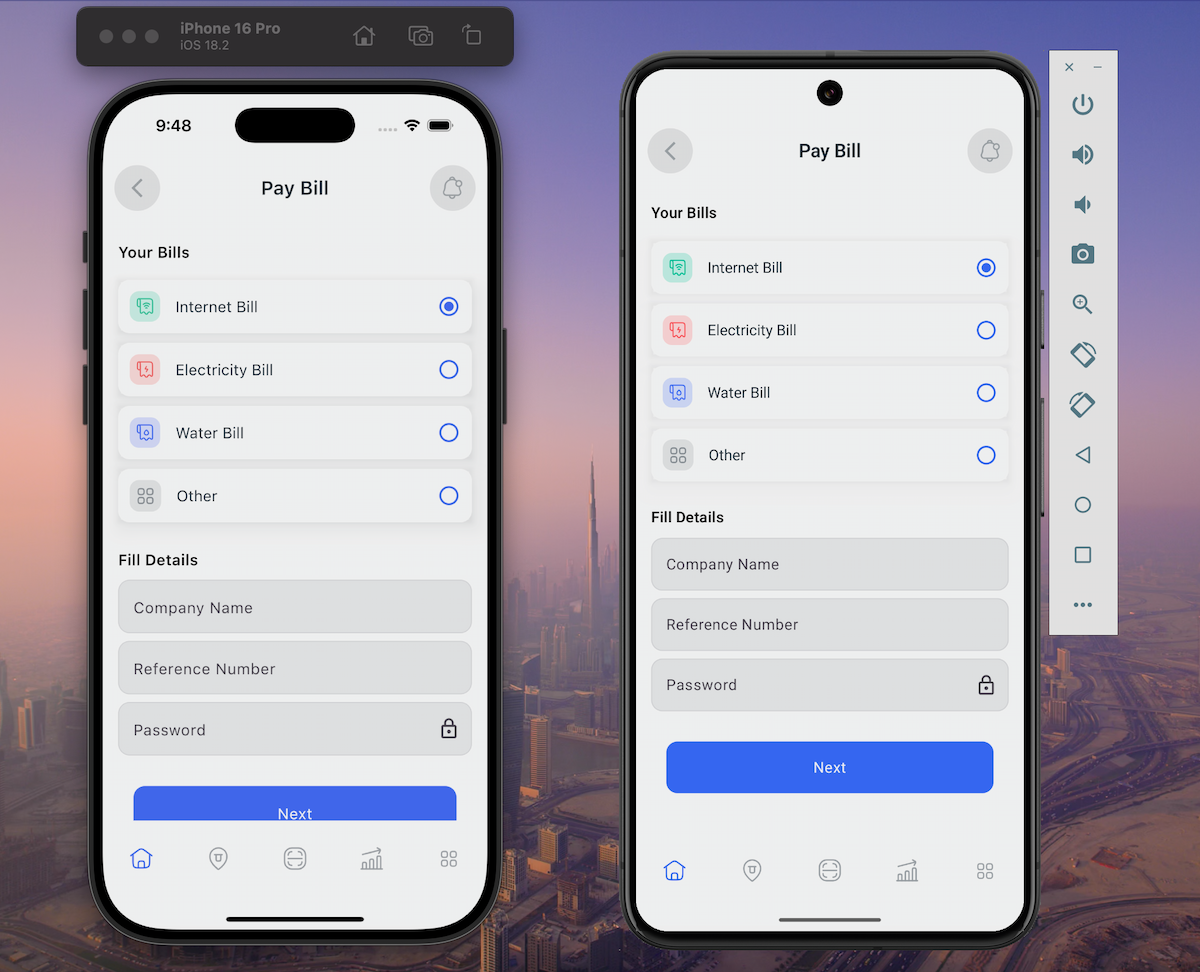 iPhone 16 Pro
iOS 18.2
9:48
Pay Bill
Your Bills
Internet Bill
Electricity Bill
Water Bill
Other
Fill Details
Company Name
Reference Number
Password
Next
Pay Bill
Your Bills
Internet Bill
Electricity Bill
Water Bill
Other
Fill Details
Company Name
Reference Number
Password
Next